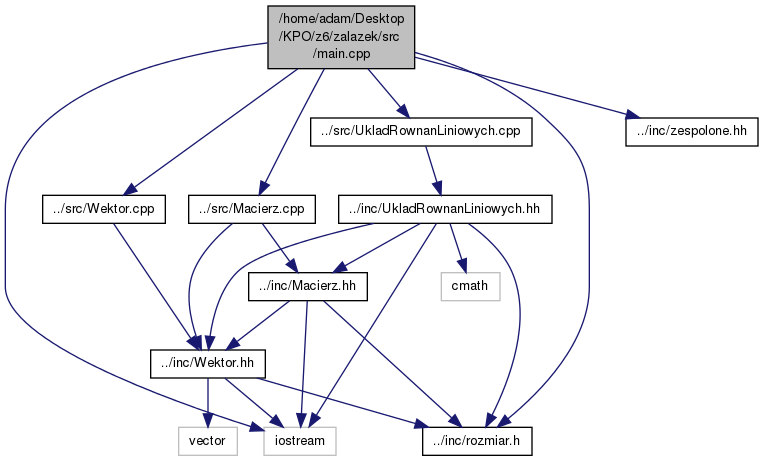 /home/adam/Desktop
/KPO/z6/zalazek/src
/main.cpp
../src/UkladRownanLiniowych.cpp
../inc/zespolone.hh
../src/Wektor.cpp
../src/Macierz.cpp
../inc/UkladRownanLiniowych.hh
../inc/Macierz.hh
cmath
../inc/Wektor.hh
vector
iostream
../inc/rozmiar.h